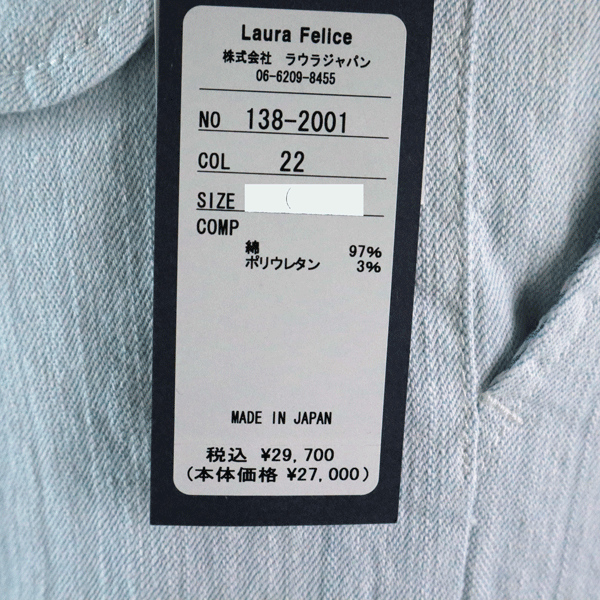 Laura Felice
株式会社 ラウラジャパン
06-6209-8455
NO 138-2001
COL 22
SIZE (
COMP
綿 97%
ポリウレタン 3%
MADE IN JAPAN
税込 ¥29,700
(本体価格 ¥27,000)